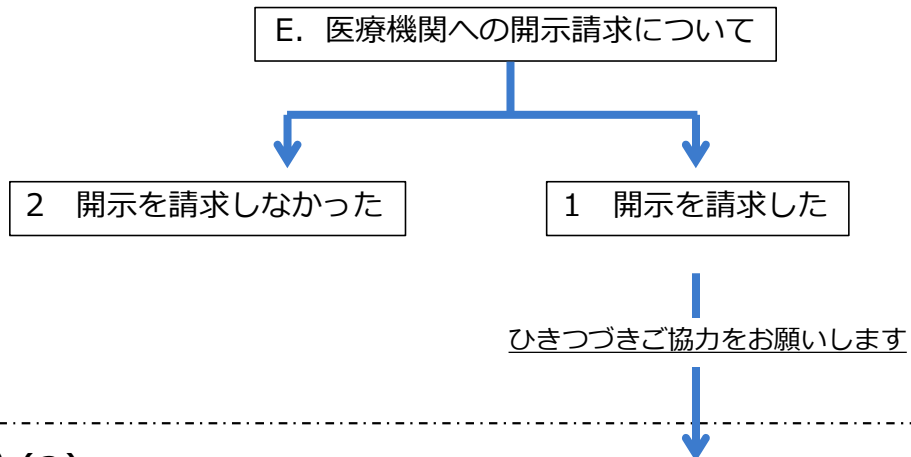 E. 医療機関への開示請求について
2　開示を請求しなかった
1　開示を請求した
ひきつづきご協力をお願いします